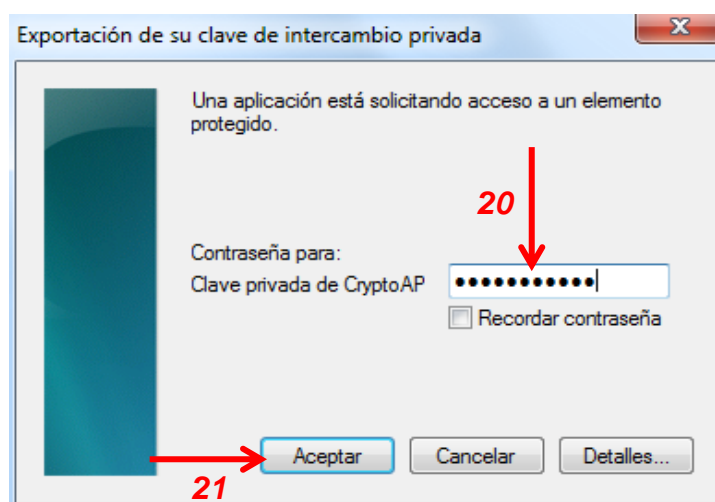 Exportación de su clave de intercambio privada
Una aplicación está solicitando acceso a un elemento
protegido.
20
Contraseña para:
Clave privada de CryptoAP
•••••••••••
Recordar contraseña
Aceptar
Cancelar
Detalles...
21